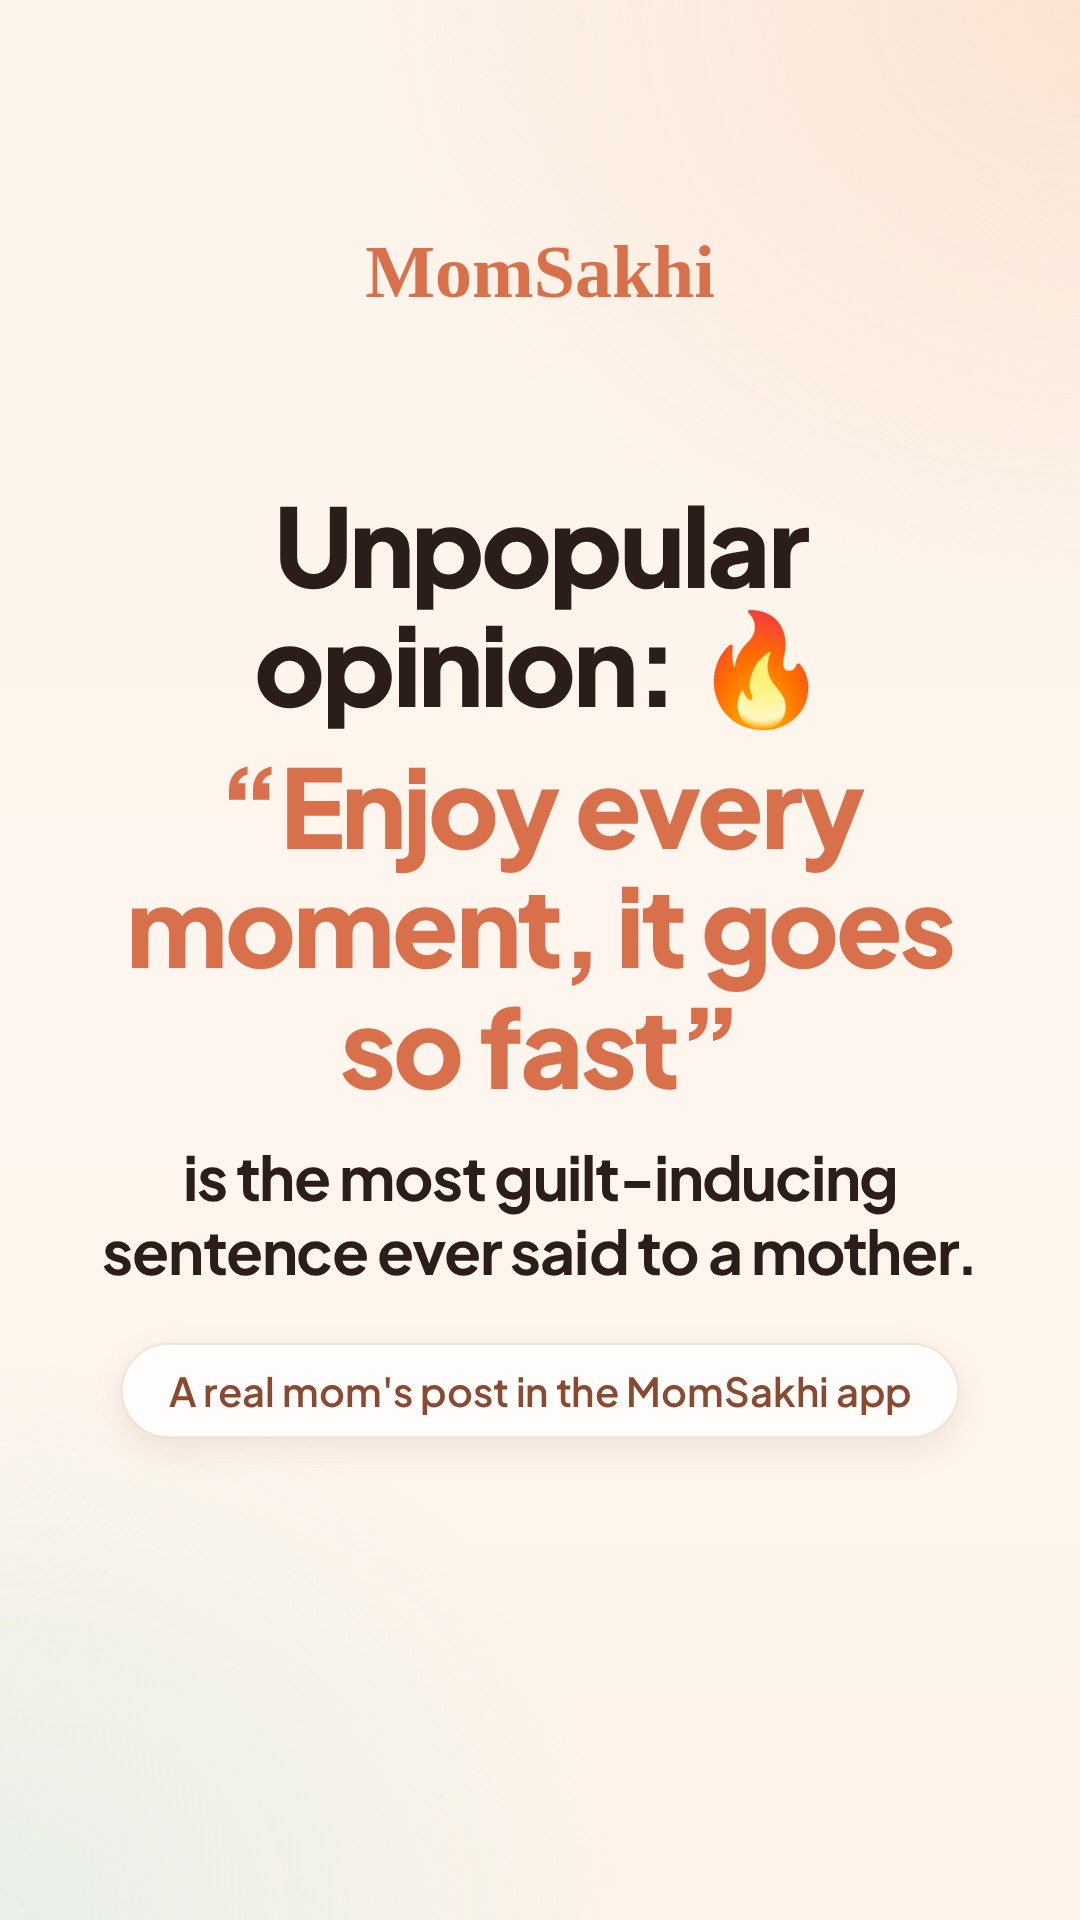 MomSakhi
Unpopular
opinion: 🔥
“Enjoy every
moment, it goes
so fast”
is the most guilt-inducing
sentence ever said to a mother.
A real mom's post in the MomSakhi app